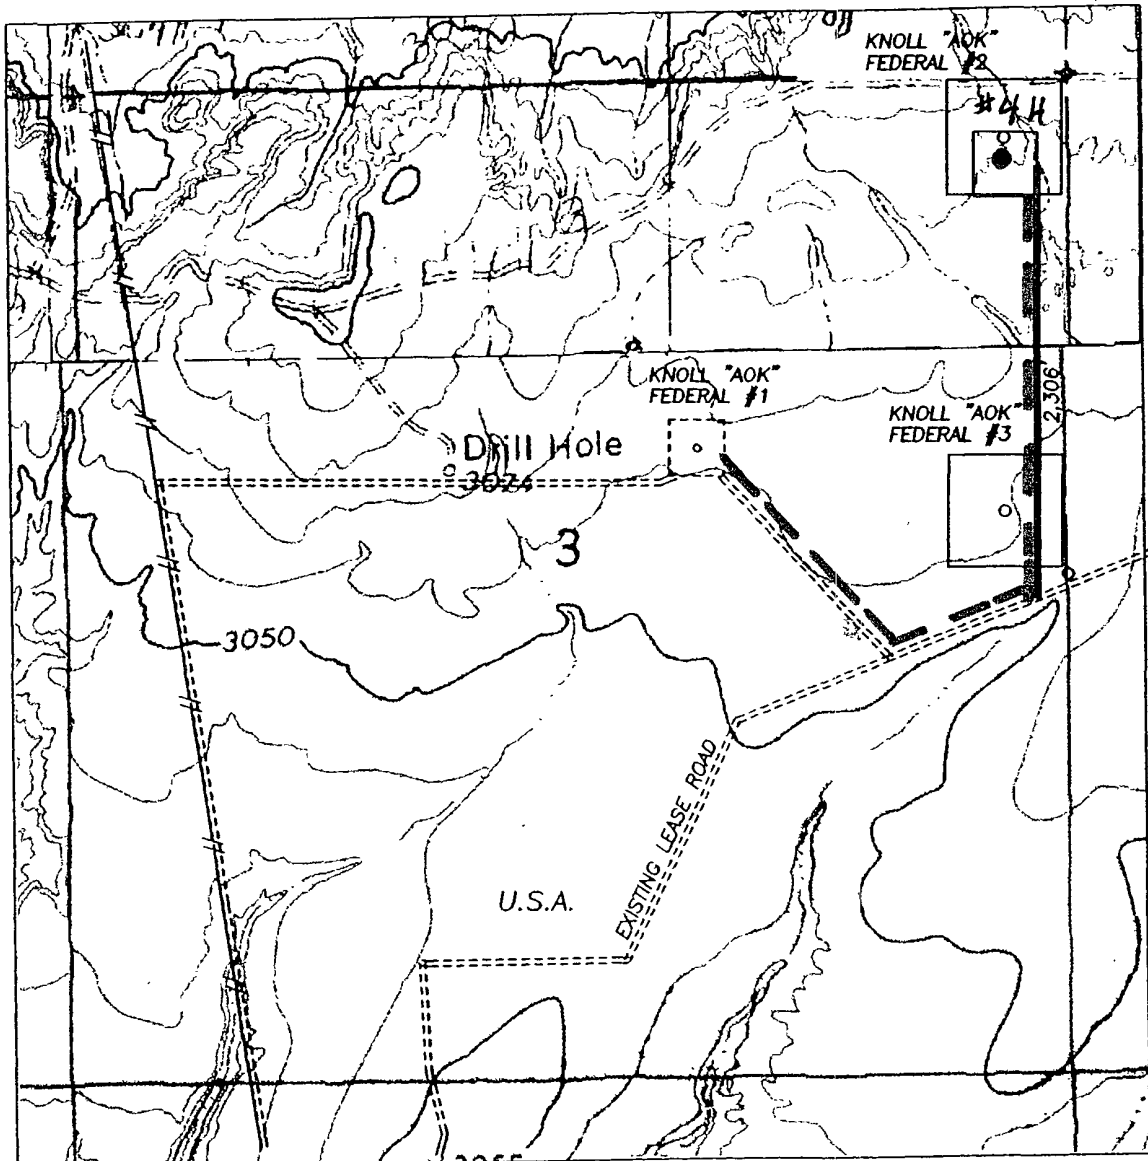 KNOLL "AOK"
FEDERAL #2
#4H
KNOLL "AOK"
FEDERAL #1
KNOLL "AOK"
FEDERAL #3
2,306'
Drill Hole
3024
3
3050
EXISTING LEASE ROAD
U.S.A.